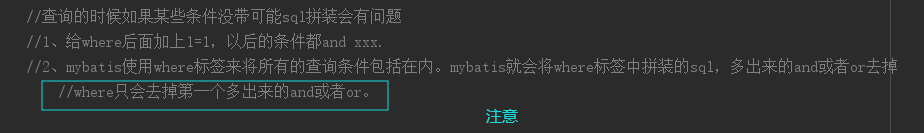 //查询的时候如果某些条件没带可能sql拼装会有问题
//1、给where后面加上1=1，以后的条件都and xxx.
//2、mybatis使用where标签来将所有的查询条件包括在内。mybatis就会将where标签中拼装的sql，多出来的and或者or去掉
//where只会去掉第一个多出来的and或者or。
注意